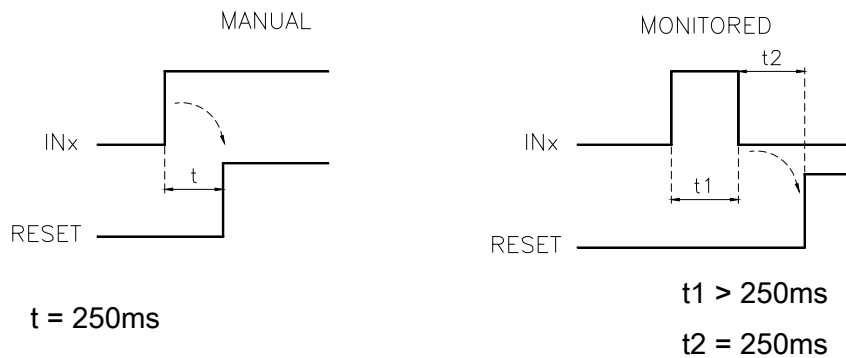 MANUAL
INx
t
RESET
t = 250ms
MONITORED
t2
INx
t1
RESET
t1 > 250ms
t2 = 250ms